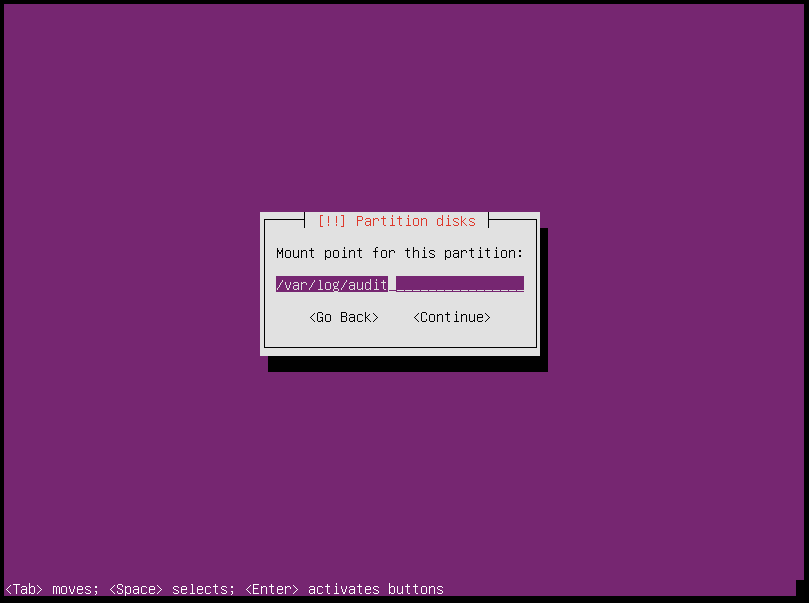 [!!] Partition disks
Mount point for this partition:
/var/log/audit_________________
<Go Back> <Continue>
<Tab> moves; <Space> selects; <Enter> activates buttons